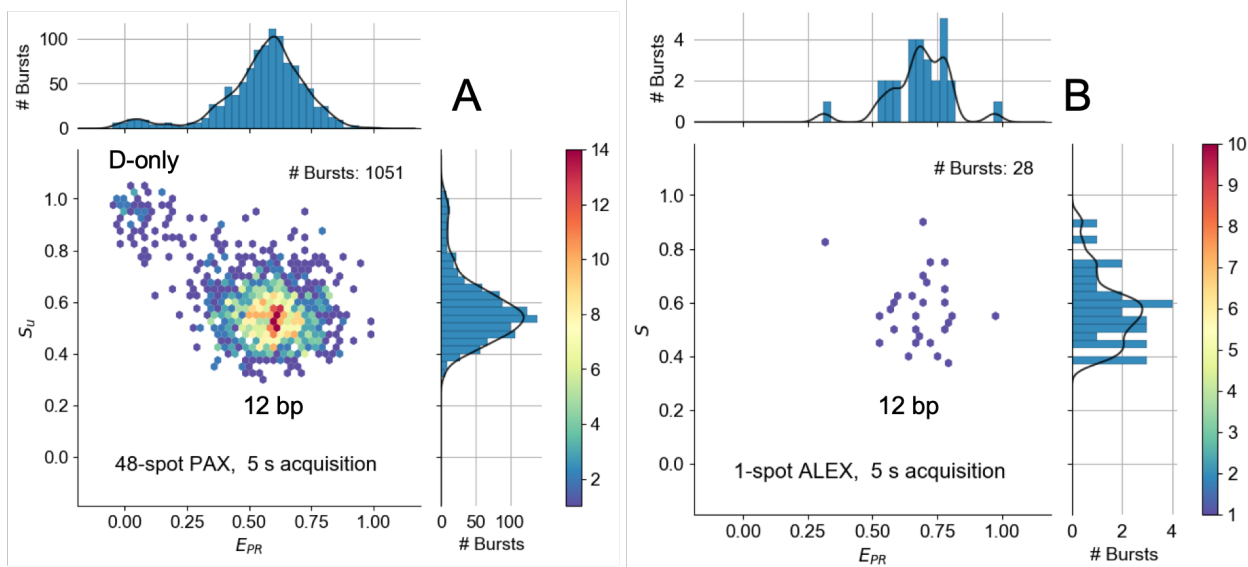 # Bursts
100
50
0
A
D-only
# Bursts: 1051
S_u
1.0
0.8
0.6
0.4
0.2
0.0
12 bp
48-spot PAX, 5 s acquisition
0.00 0.25 0.50 0.75 1.00
E_PR
0 50 100
# Bursts
14
12
10
8
6
4
2
# Bursts
4
2
0
B
# Bursts: 28
S
1.0
0.8
0.6
0.4
0.2
0.0
12 bp
1-spot ALEX, 5 s acquisition
0.00 0.25 0.50 0.75 1.00
E_PR
0 2 4
# Bursts
10
9
8
7
6
5
4
3
2
1